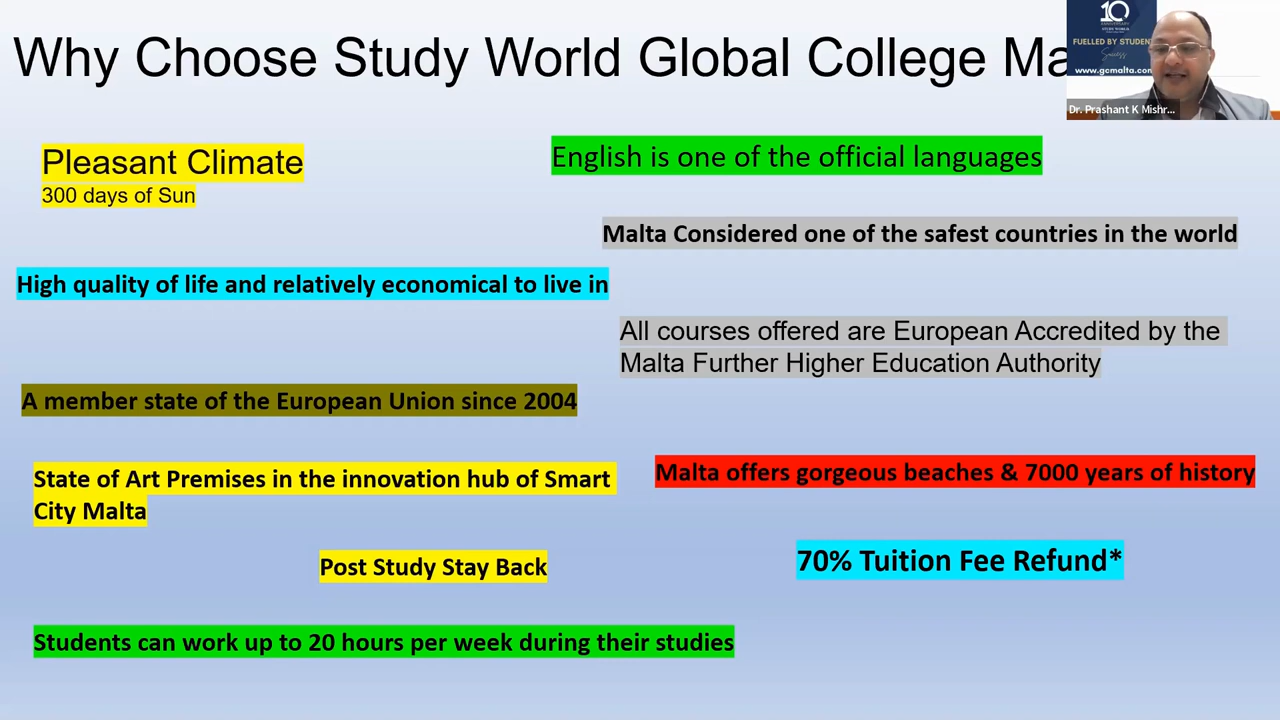 Why Choose Study World Global College Ma
10
ANNIVERSARY
STUDY WORLD
FUELLED BY STUDEN
Success
www.gcmalta.com
Dr. Prashant K Mishr...
Pleasant Climate
300 days of Sun
English is one of the official languages
Malta Considered one of the safest countries in the world
High quality of life and relatively economical to live in
All courses offered are European Accredited by the
Malta Further Higher Education Authority
A member state of the European Union since 2004
State of Art Premises in the innovation hub of Smart
City Malta
Malta offers gorgeous beaches & 7000 years of history
Post Study Stay Back
70% Tuition Fee Refund*
Students can work up to 20 hours per week during their studies